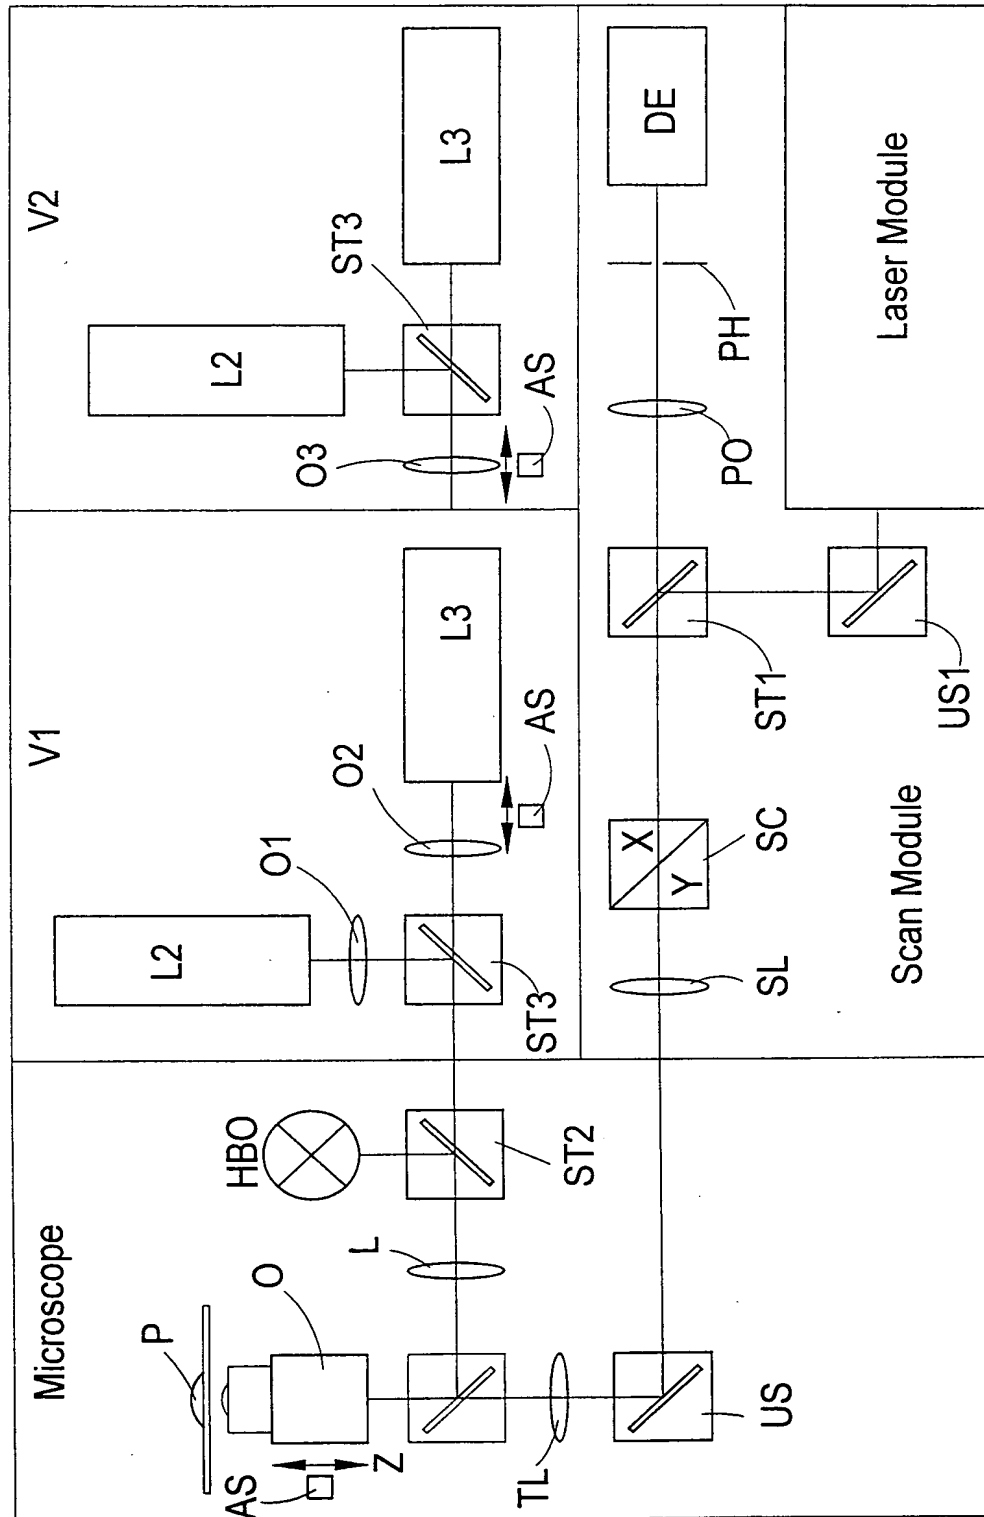 Microscope
P
O
AS
Z
L
HBO
ST2
TL
US
V1
L2
O1
O2
L3
ST3
AS
V2
L2
O3
ST3
L3
AS
Scan Module
SL
X
Y
SC
ST1
US1
PO
PH
DE
Laser Module